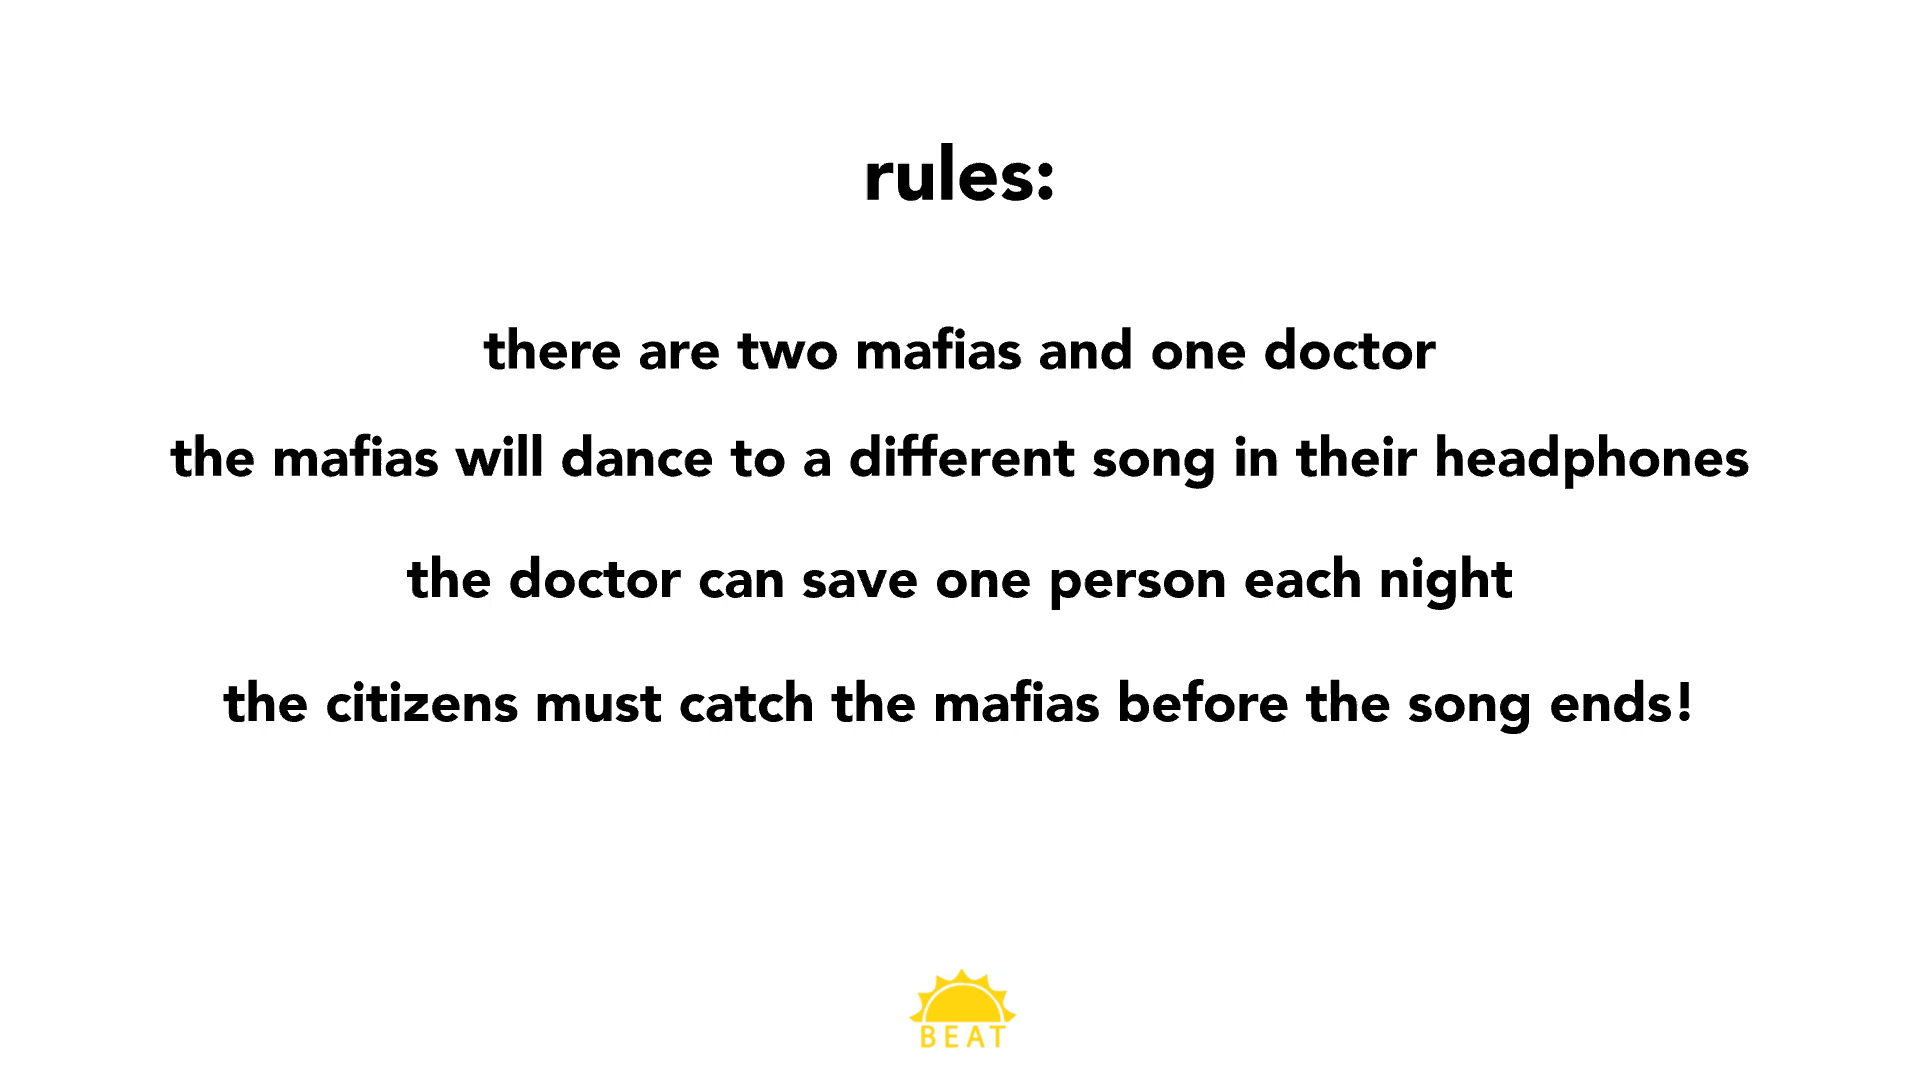 rules:
there are two mafias and one doctor
the mafias will dance to a different song in their headphones
the doctor can save one person each night
the citizens must catch the mafias before the song ends!
BEAT